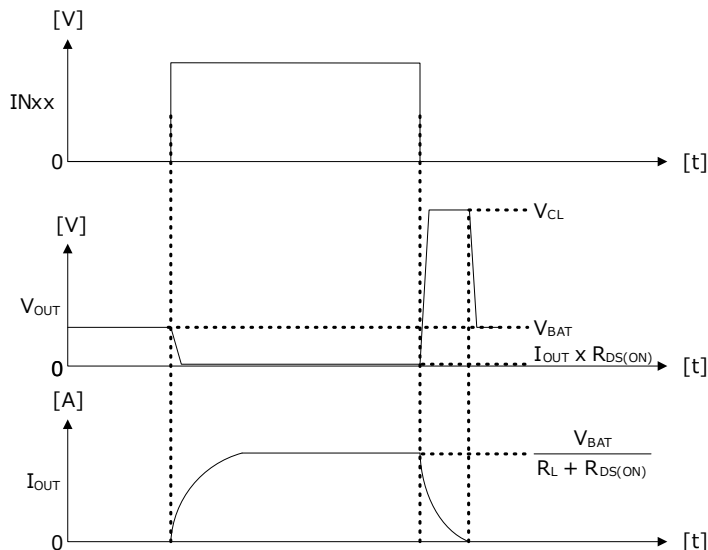 [V]
INxx
0
[t]
[V]
VCL
VOUT
VBAT
IOUT x RDS(ON)
0
[t]
[A]
VBAT
RL + RDS(ON)
IOUT
0
[t]